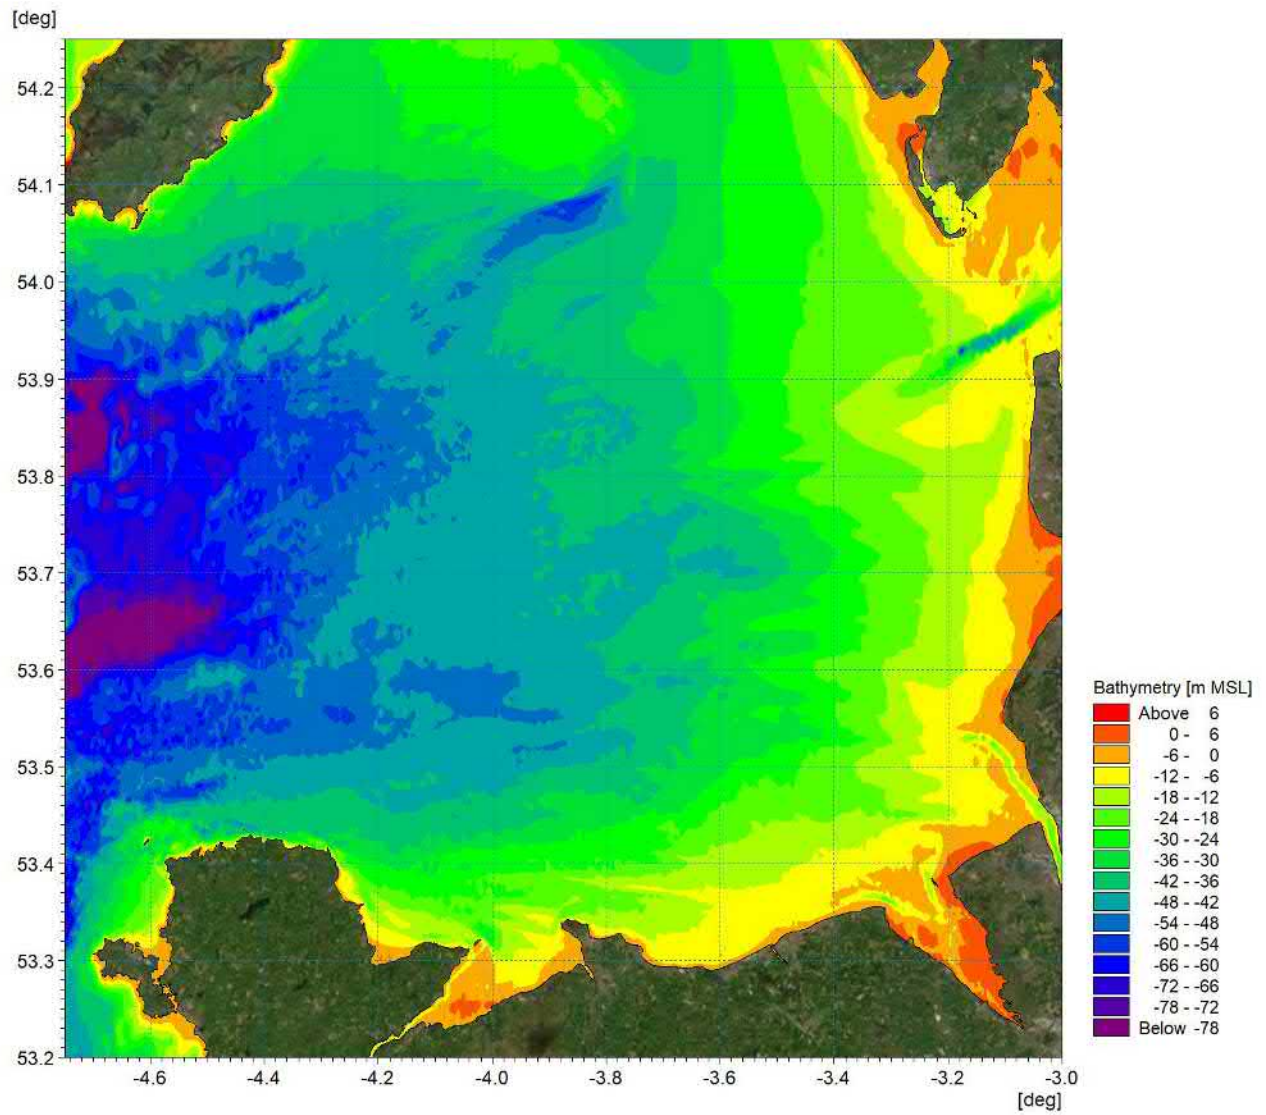 [deg]
54.2
54.1
54.0
53.9
53.8
53.7
53.6
53.5
53.4
53.3
53.2
-4.6 -4.4 -4.2 -4.0 -3.8 -3.6 -3.4 -3.2 -3.0
[deg]
Bathymetry [m MSL]
Above 6
0 - 6
-6 - 0
-12 - -6
-18 - -12
-24 - -18
-30 - -24
-36 - -30
-42 - -36
-48 - -42
-54 - -48
-60 - -54
-66 - -60
-72 - -66
-78 - -72
Below -78